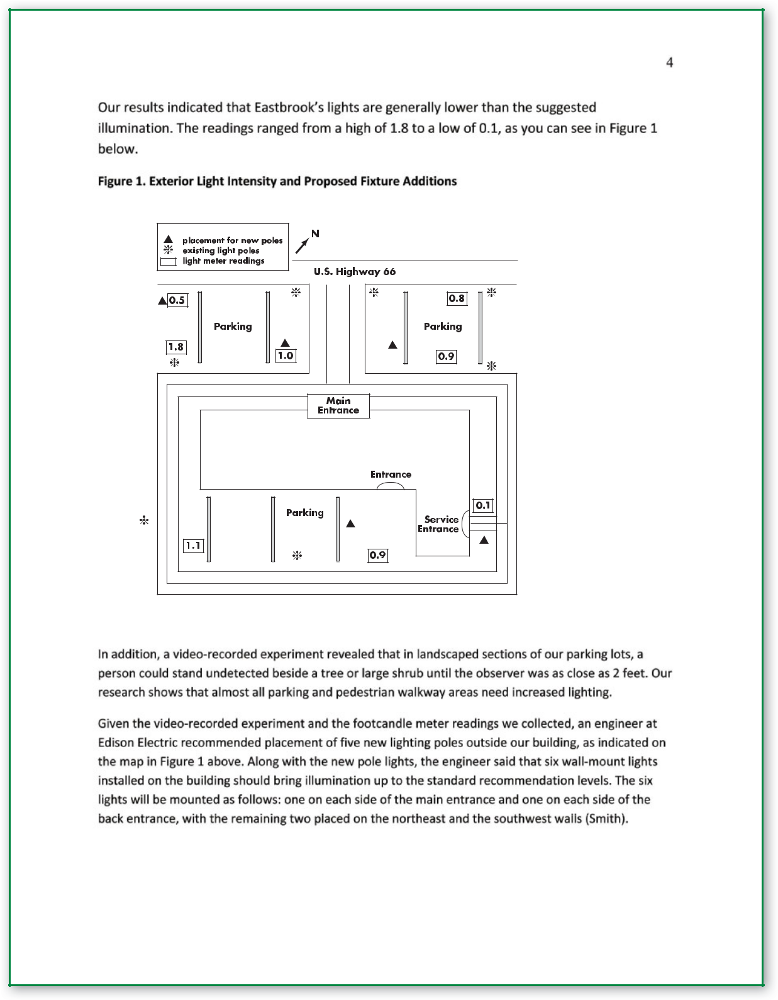 4
Our results indicated that Eastbrook’s lights are generally lower than the suggested
illumination. The readings ranged from a high of 1.8 to a low of 0.1, as you can see in Figure 1
below.
Figure 1. Exterior Light Intensity and Proposed Fixture Additions
placement for new poles
existing light poles
light meter readings
N
U.S. Highway 66
0.5
0.8
Parking
Parking
1.8
1.0
0.9
Main
Entrance
Entrance
0.1
Parking
Service
Entrance
1.1
0.9
In addition, a video-recorded experiment revealed that in landscaped sections of our parking lots, a
person could stand undetected beside a tree or large shrub until the observer was as close as 2 feet. Our
research shows that almost all parking and pedestrian walkway areas need increased lighting.
Given the video-recorded experiment and the footcandle meter readings we collected, an engineer at
Edison Electric recommended placement of five new lighting poles outside our building, as indicated on
the map in Figure 1 above. Along with the new pole lights, the engineer said that six wall-mount lights
installed on the building should bring illumination up to the standard recommendation levels. The six
lights will be mounted as follows: one on each side of the main entrance and one on each side of the
back entrance, with the remaining two placed on the northeast and the southwest walls (Smith).